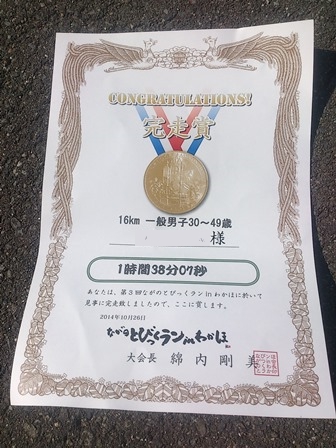 CONGRATULATIONS!
完走賞
16km 一般男子30～49歳
様
1時間38分07秒
あなたは、第3回ながのとびっくラン in わかほに於いて
見事に完走致しましたので、ここに賞します。
2014年10月26日
ながのとびっくラン in わかほ
大会長 綿内剛美